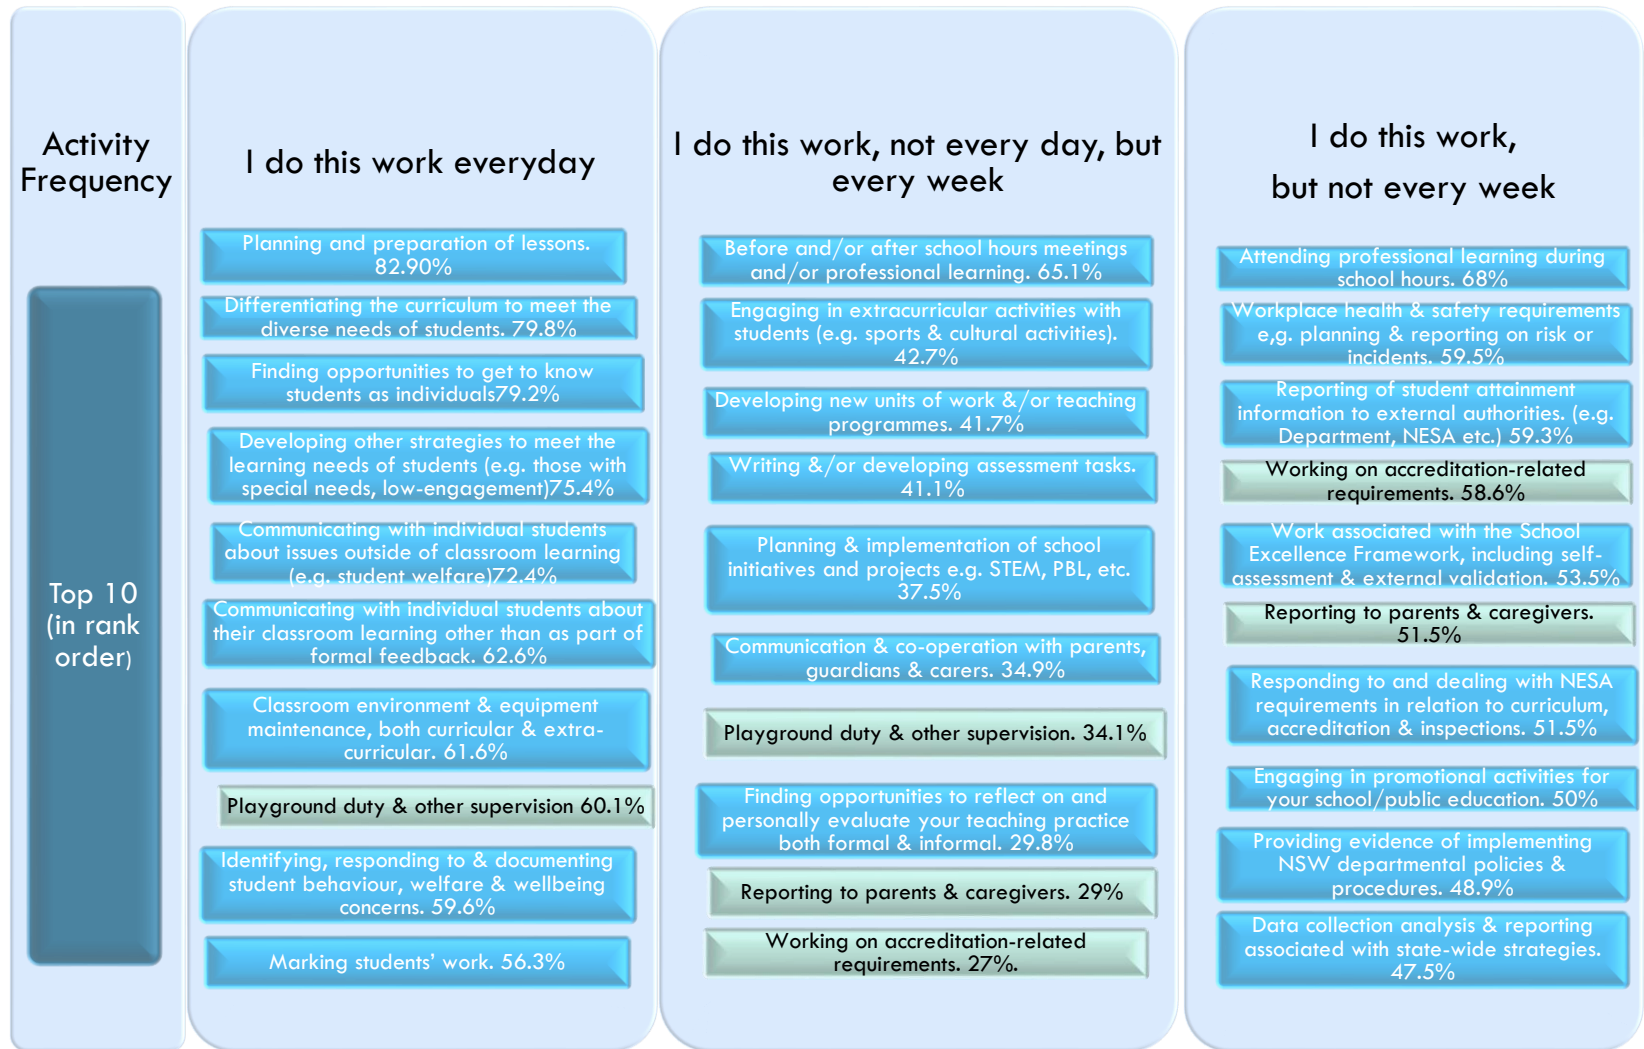 Activity
Frequency
Top 10
(in rank
order)
I do this work everyday
Planning and preparation of lessons.
82.90%
Differentiating the curriculum to meet the
diverse needs of students. 79.8%
Finding opportunities to get to know
students as individuals79.2%
Developing other strategies to meet the
learning needs of students (e.g. those with
special needs, low-engagement)75.4%
Communicating with individual students
about issues outside of classroom learning
(e.g. student welfare)72.4%
Communicating with individual students about
their classroom learning other than as part of
formal feedback. 62.6%
Classroom environment & equipment
maintenance, both curricular & extra-
curricular. 61.6%
Playground duty & other supervision 60.1%
Identifying, responding to & documenting
student behaviour, welfare & wellbeing
concerns. 59.6%
Marking students’ work. 56.3%
I do this work, not every day, but
every week
Before and/or after school hours meetings
and/or professional learning. 65.1%
Engaging in extracurricular activities with
students (e.g. sports & cultural activities).
42.7%
Developing new units of work &/or teaching
programmes. 41.7%
Writing &/or developing assessment tasks.
41.1%
Planning & implementation of school
initiatives and projects e.g. STEM, PBL, etc.
37.5%
Communication & co-operation with parents,
guardians & carers. 34.9%
Playground duty & other supervision. 34.1%
Finding opportunities to reflect on and
personally evaluate your teaching practice
both formal & informal. 29.8%
Reporting to parents & caregivers. 29%
Working on accreditation-related
requirements. 27%.
I do this work,
but not every week
Attending professional learning during
school hours. 68%
Workplace health & safety requirements
e,g. planning & reporting on risk or
incidents. 59.5%
Reporting of student attainment
information to external authorities. (e.g.
Department, NESA etc.) 59.3%
Working on accreditation-related
requirements. 58.6%
Work associated with the School
Excellence Framework, including self-
assessment & external validation. 53.5%
Reporting to parents & caregivers.
51.5%
Responding to and dealing with NESA
requirements in relation to curriculum,
accreditation & inspections. 51.5%
Engaging in promotional activities for
your school/public education. 50%
Providing evidence of implementing
NSW departmental policies &
procedures. 48.9%
Data collection analysis & reporting
associated with state-wide strategies.
47.5%